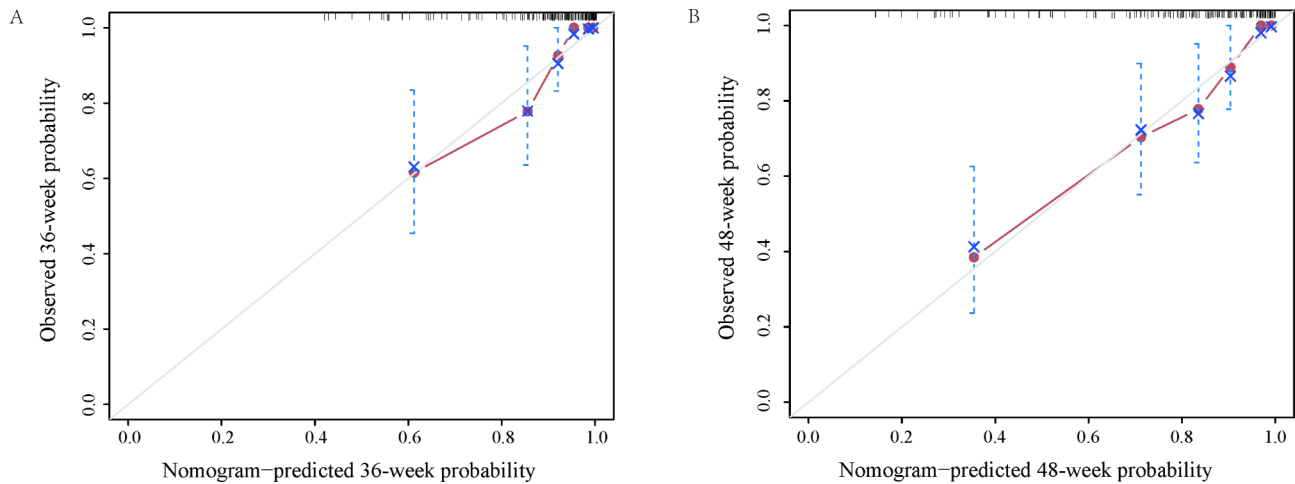 A
Observed 36-week probability
1.0
0.8
0.6
0.4
0.2
0.0
0.0 0.2 0.4 0.6 0.8 1.0
Nomogram−predicted 36-week probability
B
Observed 48-week probability
1.0
0.8
0.6
0.4
0.2
0.0
0.0 0.2 0.4 0.6 0.8 1.0
Nomogram−predicted 48-week probability